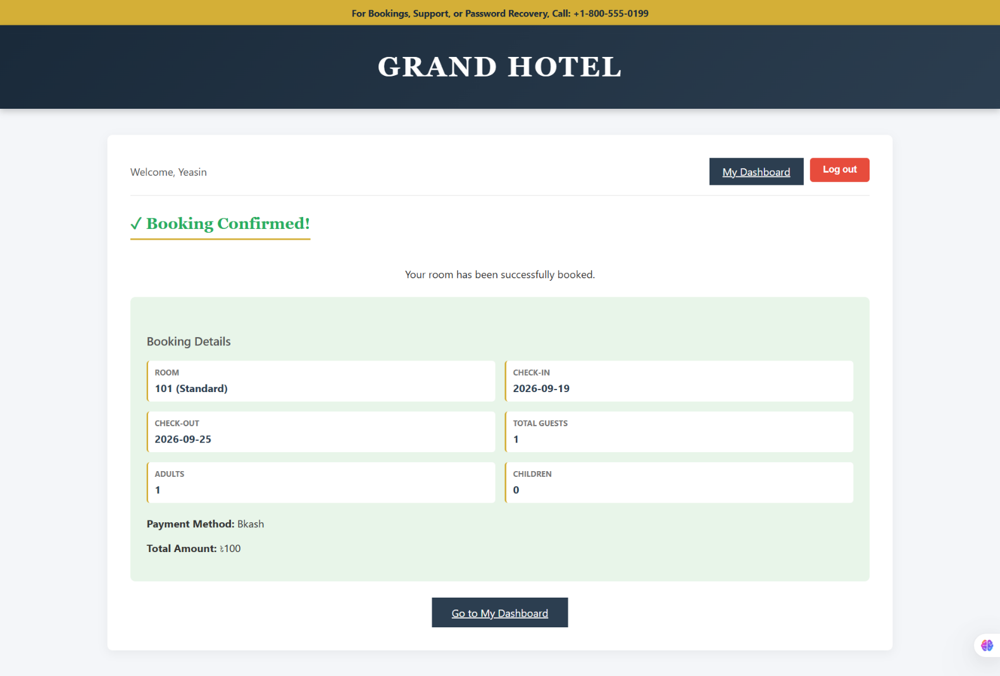 For Bookings, Support, or Password Recovery, Call: +1-800-555-0199
GRAND HOTEL
Welcome, Yeasin
My Dashboard
Log out
✓ Booking Confirmed!
Your room has been successfully booked.
Booking Details
ROOM
101 (Standard)
CHECK-IN
2026-09-19
CHECK-OUT
2026-09-25
TOTAL GUESTS
1
ADULTS
1
CHILDREN
0
Payment Method: Bkash
Total Amount: ৳100
Go to My Dashboard